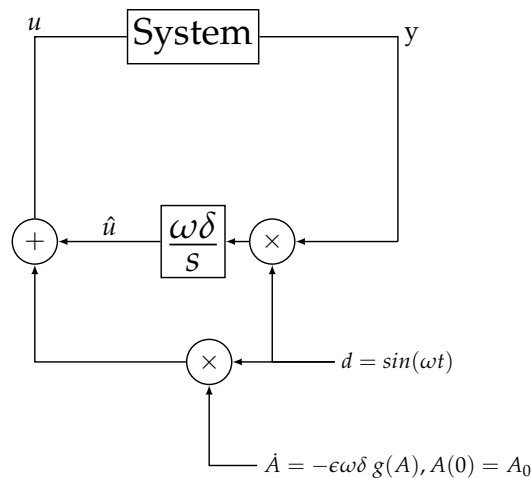 u
System
y
+
û
ωδ
s
×
×
d = sin(ωt)
Ȧ = −ϵωδ g(A), A(0) = A₀